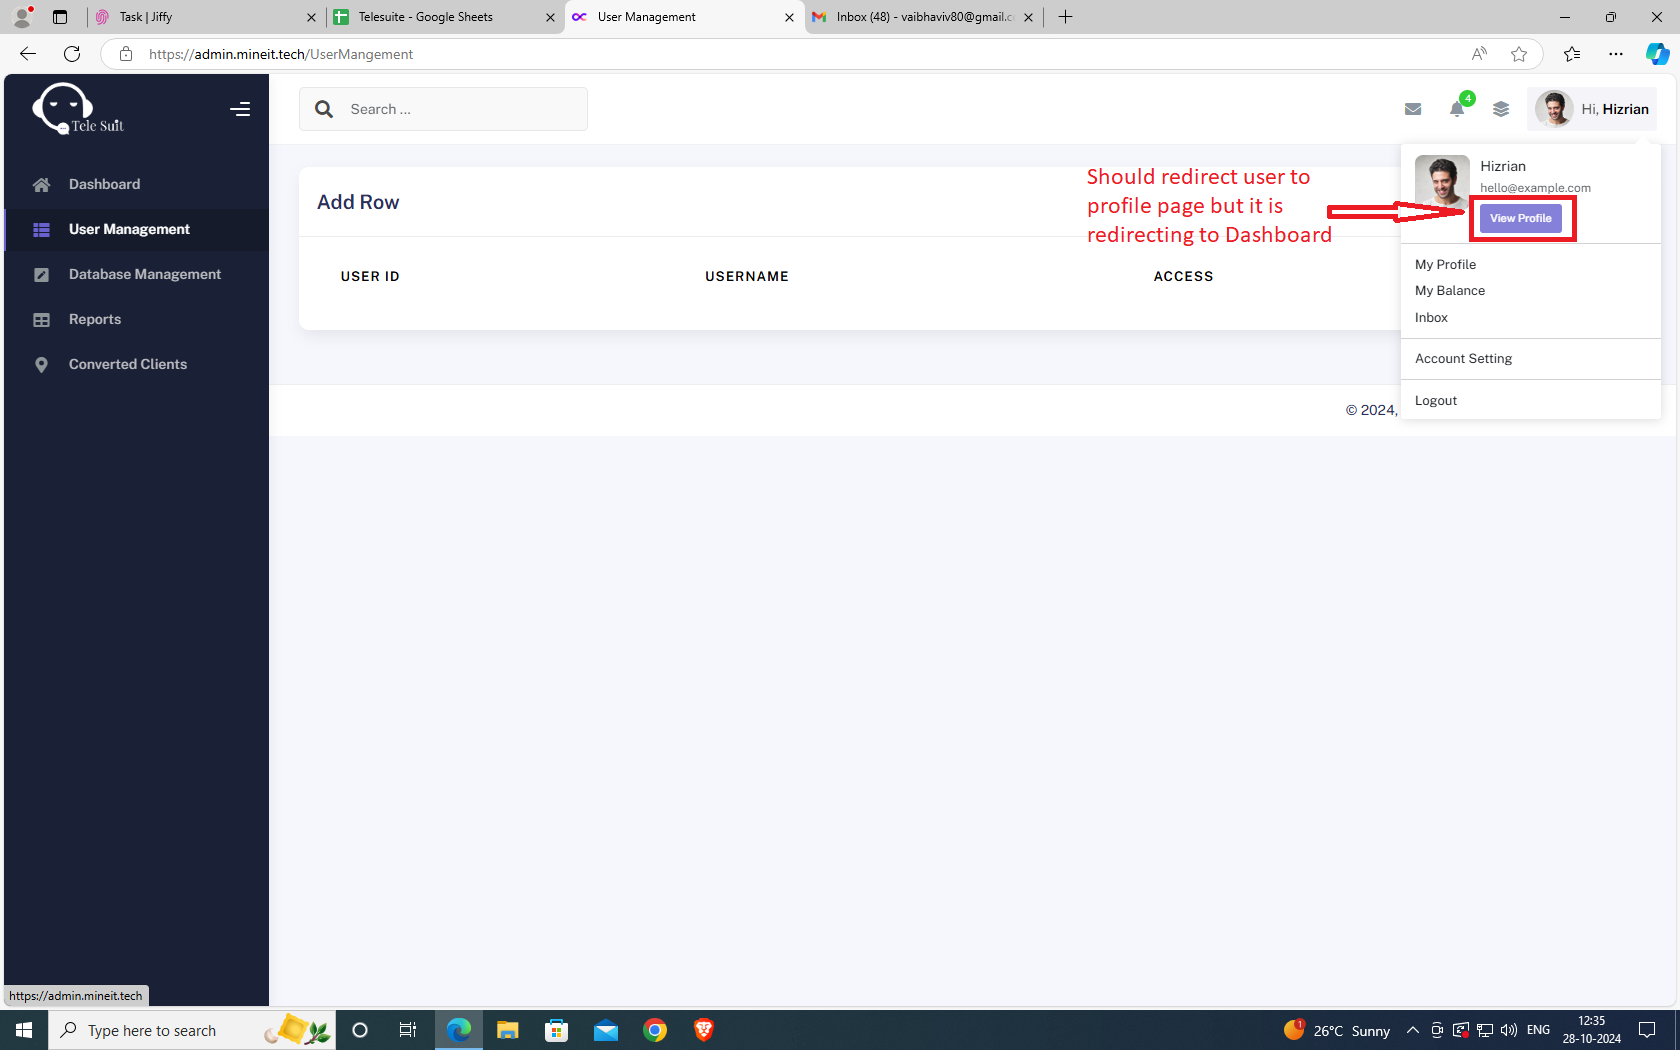 Task | Jiffy
Telesuite - Google Sheets
User Management
Inbox (48) - vaibhaviv80@gmail.c
https://admin.mineit.tech/UserMangement
Tele Suit
Search ...
4
Hi, Hizrian
Dashboard
User Management
Database Management
Reports
Converted Clients
Add Row
USER ID
USERNAME
ACCESS
Should redirect user to
profile page but it is
redirecting to Dashboard
Hizrian
hello@example.com
View Profile
My Profile
My Balance
Inbox
Account Setting
Logout
© 2024,
https://admin.mineit.tech
Type here to search
1
26°C Sunny
ENG
12:35
28-10-2024